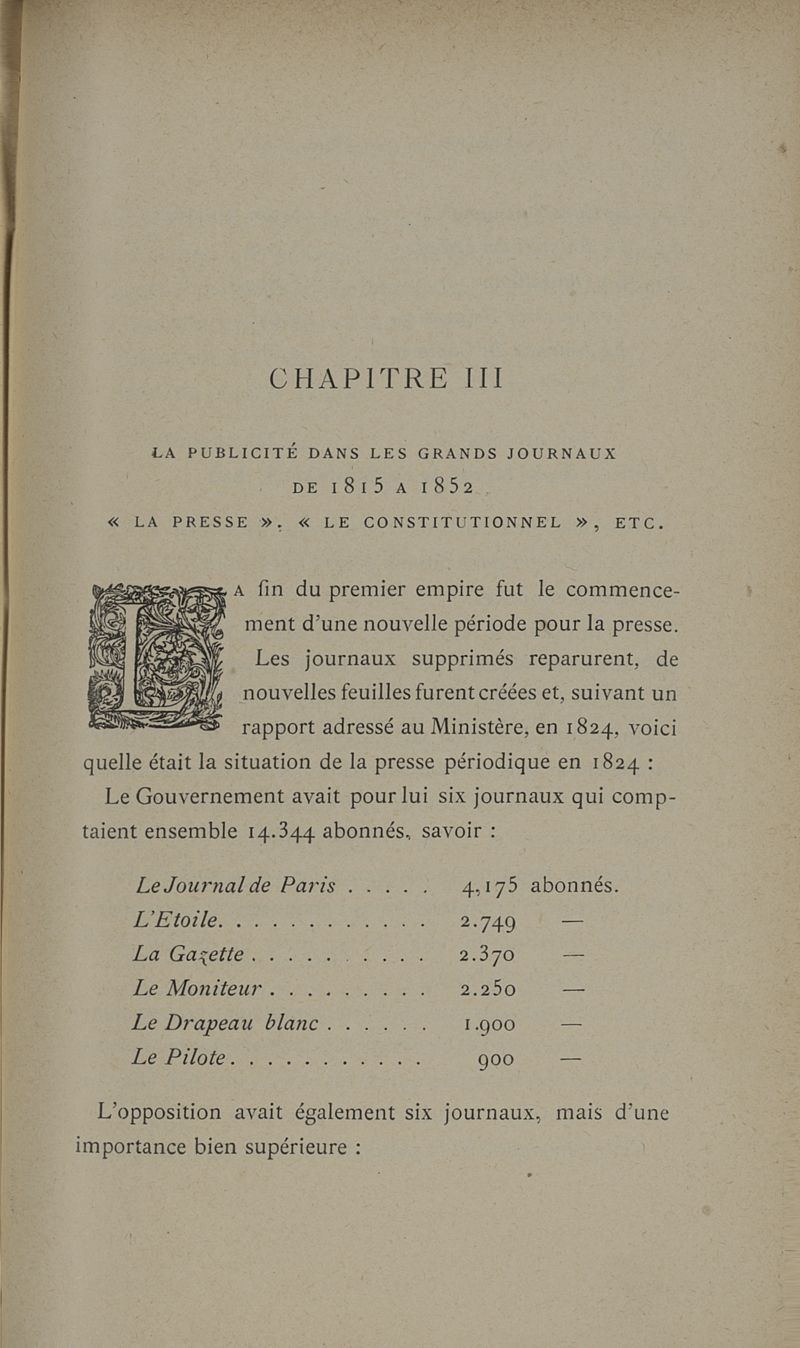 CHAPITRE III
LA PUBLICITÉ DANS LES GRANDS JOURNAUX
DE 1815 A 1852
« LA PRESSE ». « LE CONSTITUTIONNEL », ETC.
LA fin du premier empire fut le commence-
ment d'une nouvelle période pour la presse.
Les journaux supprimés reparurent, de
nouvelles feuilles furent créées et, suivant un
rapport adressé au Ministère, en 1824, voici
quelle était la situation de la presse périodique en 1824 :
Le Gouvernement avait pour lui six journaux qui comp-
taient ensemble 14.344 abonnés, savoir :
Le Journal de Paris . . . . . 4,175 abonnés.
L'Etoile. . . . . . . . . . . . 2.749 —
La Gazette . . . . . . . . . . 2.370 —
Le Moniteur . . . . . . . . . 2.250 —
Le Drapeau blanc . . . . . . 1.900 —
Le Pilote. . . . . . . . . . . 900 —
L'opposition avait également six journaux, mais d'une
importance bien supérieure :